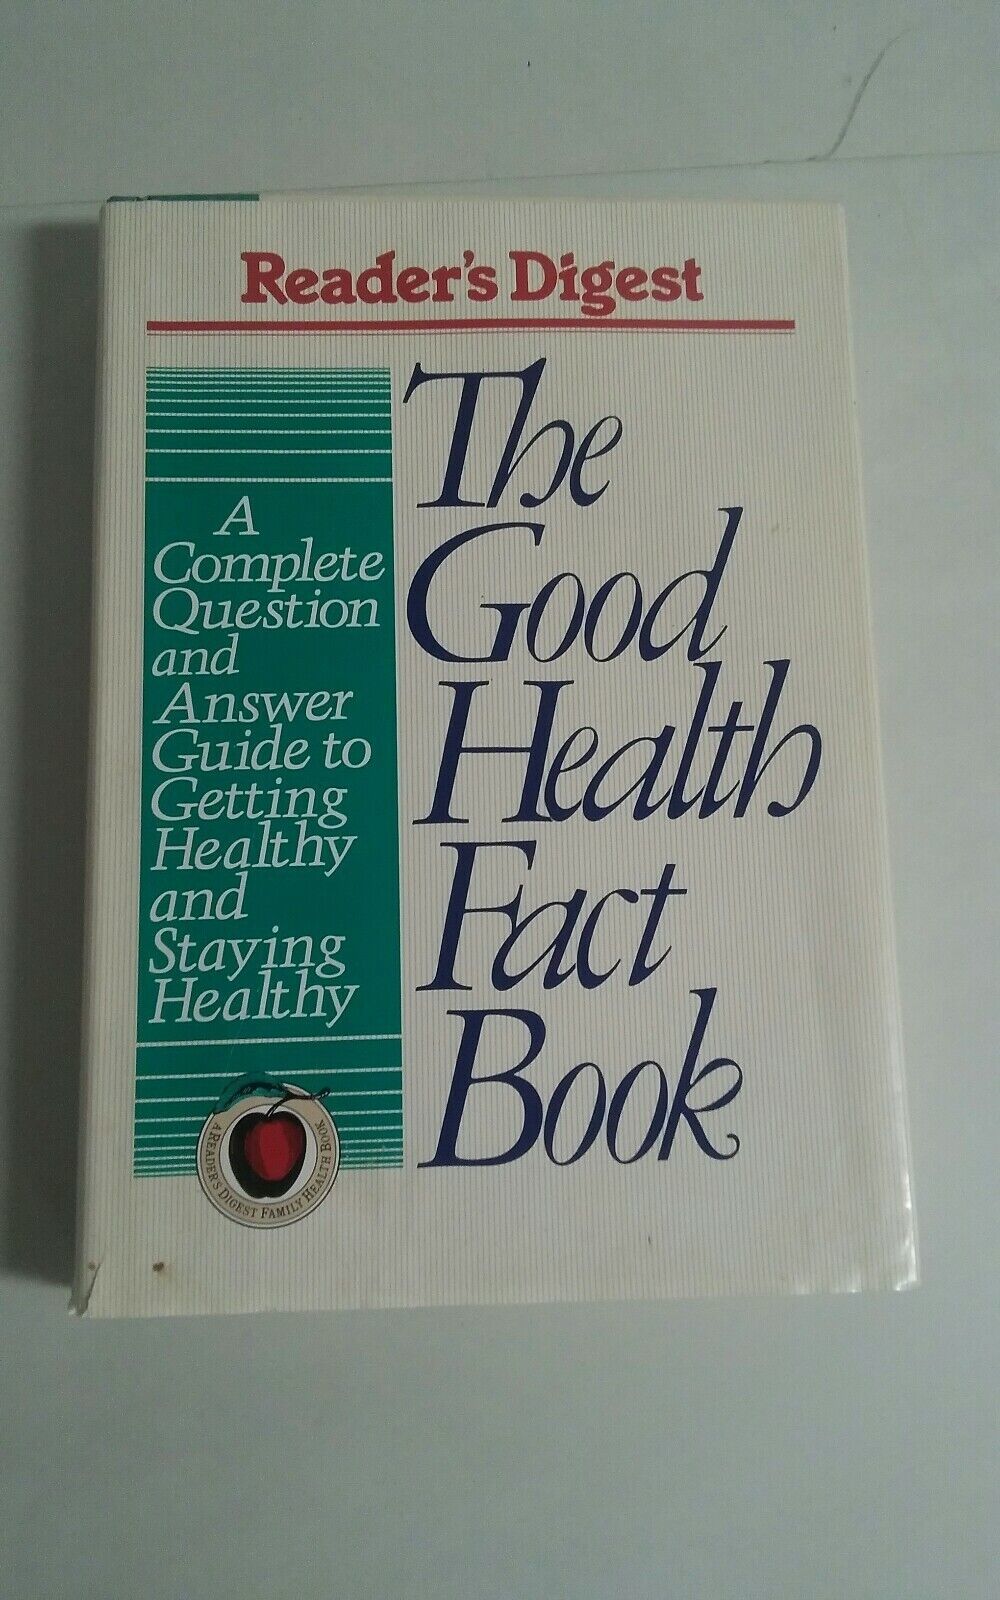 Reader's Digest
A
Complete
Question
and
Answer
Guide to
Getting
Healthy
and
Staying
Healthy
The
Good
Health
Fact
Book
A READER'S DIGEST FAMILY HEALTH BOOK